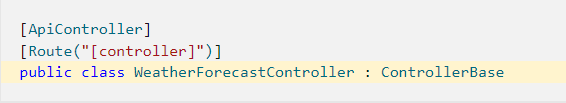 [ApiController]
[Route("[controller]")]
public class WeatherForecastController : ControllerBase